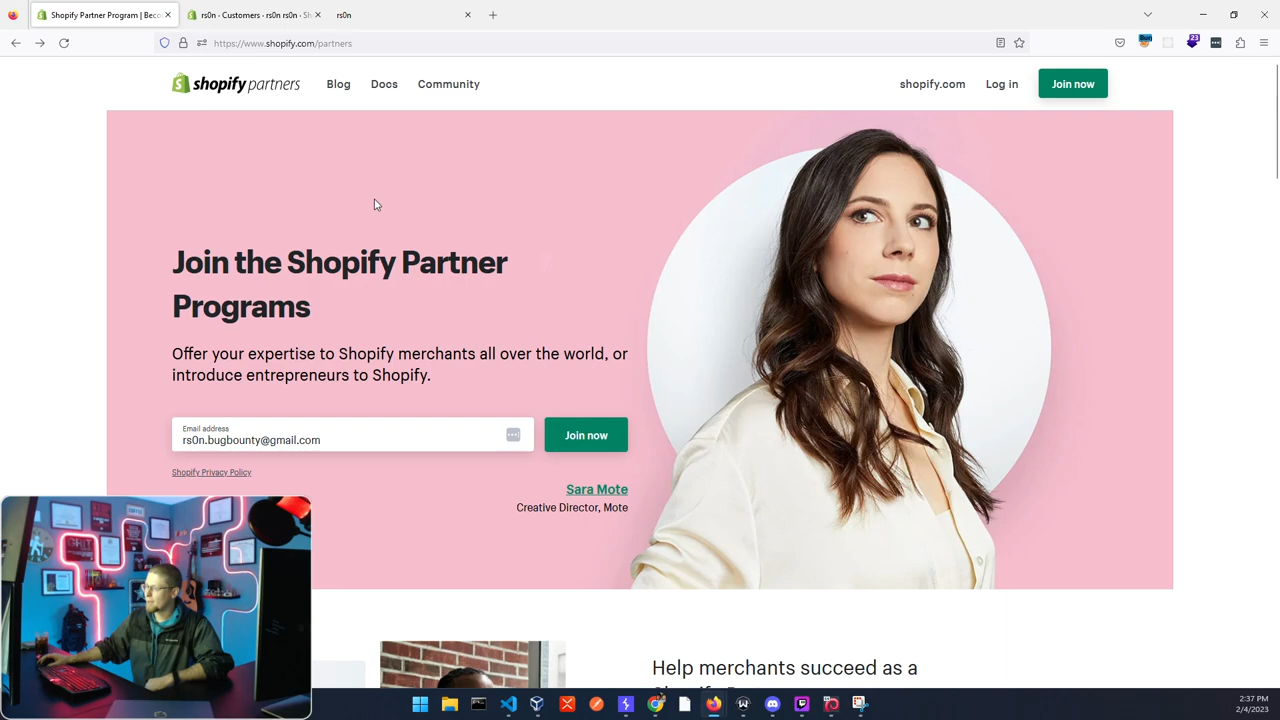 Shopify Partner Program | Beco
rs0n - Customers - rs0n rs0n - Sh
rs0n
https://www.shopify.com/partners
23
shopify partners
Blog
Docs
Community
shopify.com
Log in
Join now
Join the Shopify Partner
Programs
Offer your expertise to Shopify merchants all over the world, or
introduce entrepreneurs to Shopify.
Email address
rs0n.bugbounty@gmail.com
Join now
Shopify Privacy Policy
Sara Mote
Creative Director, Mote
Help merchants succeed as a
2:37 PM
2/4/2023